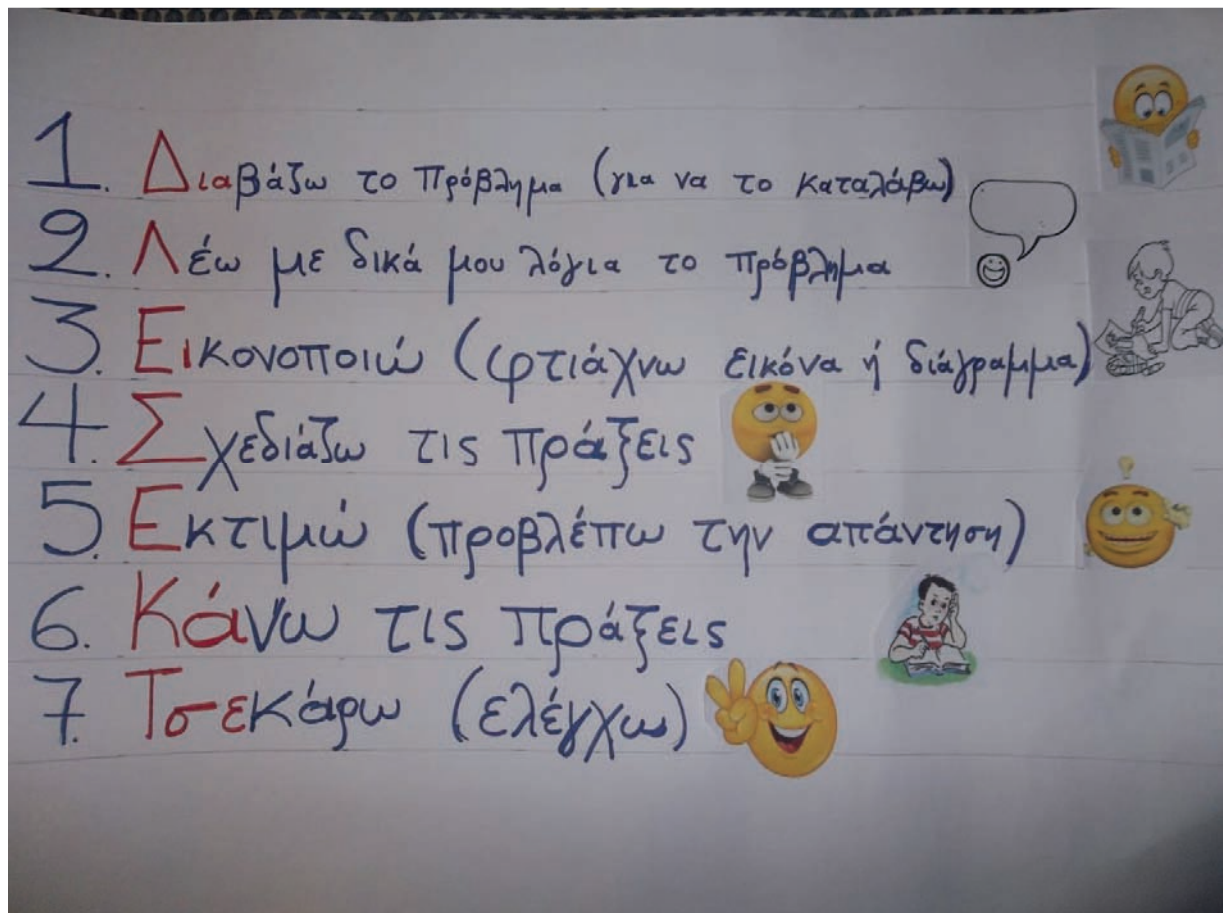 1. Διαβάζω το πρόβλημα (για να το καταλάβω)
2. Λέω με δικά μου λόγια το πρόβλημα
3. Εικονοποιώ (φτιάχνω εικόνα ή διάγραμμα)
4. Σχεδιάζω τις πράξεις
5. Εκτιμώ (προβλέπω την απάντηση)
6. Κάνω τις πράξεις
7. Τσεκάρω (ελέγχω)